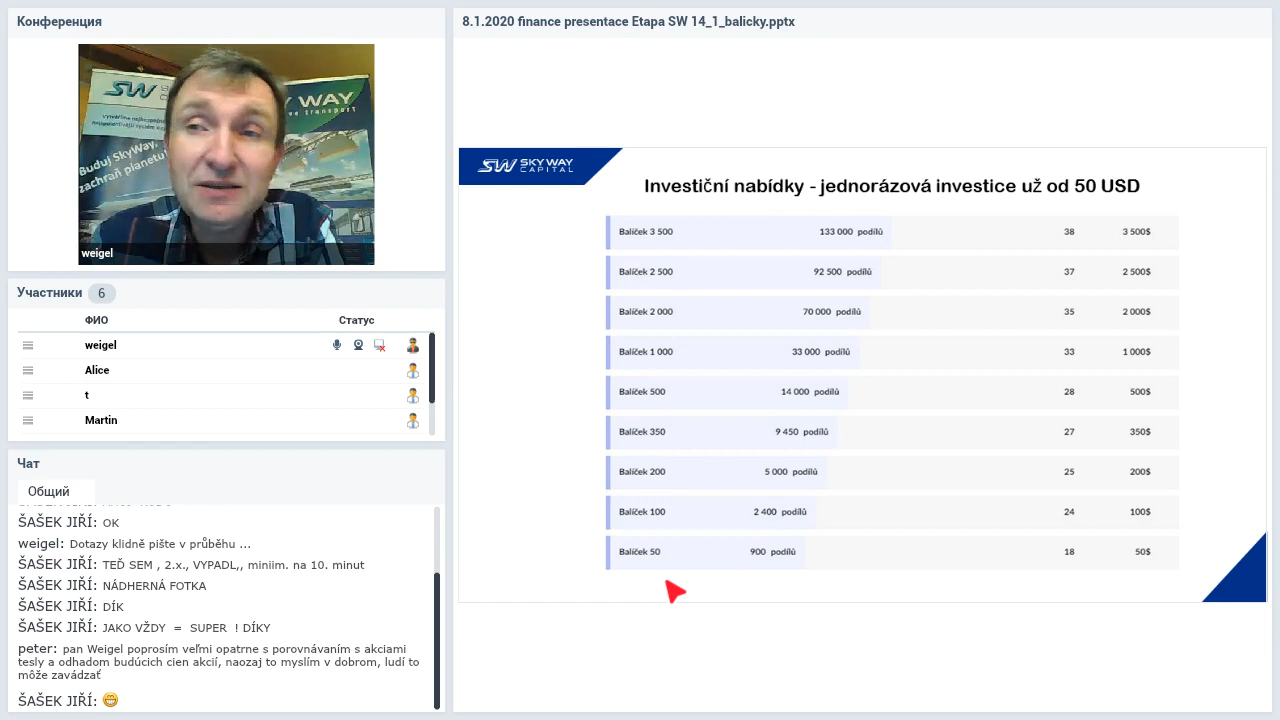 Конференция
SW
SKY WAY
Buduj SkyWay,
zachraň planetu!
weigel
Участники 6
ФИО Статус
weigel
Alice
t
Martin
Чат
Общий
ŠAŠEK JIŘÍ: OK
weigel: Dotazy klidně pište v průběhu ...
ŠAŠEK JIŘÍ: TEĎ SEM , 2.x., VYPADL,, miniim. na 10. minut
ŠAŠEK JIŘÍ: NÁDHERNÁ FOTKA
ŠAŠEK JIŘÍ: DÍK
ŠAŠEK JIŘÍ: JAKO VŽDY = SUPER ! DÍKY
peter: pan Weigel poprosím veľmi opatrne s porovnávaním s akciami
tesly a odhadom budúcich cien akcií, naozaj to myslím v dobrom, ludí to
môže zavádzať
ŠAŠEK JIŘÍ: 😁
8.1.2020 finance presentace Etapa SW 14_1_balicky.pptx
SW SKY WAY
CAPITAL
Investiční nabídky - jednorázová investice už od 50 USD
Balíček 3 500 133 000 podílů 38 3 500$
Balíček 2 500 92 500 podílů 37 2 500$
Balíček 2 000 70 000 podílů 35 2 000$
Balíček 1 000 33 000 podílů 33 1 000$
Balíček 500 14 000 podílů 28 500$
Balíček 350 9 450 podílů 27 350$
Balíček 200 5 000 podílů 25 200$
Balíček 100 2 400 podílů 24 100$
Balíček 50 900 podílů 18 50$